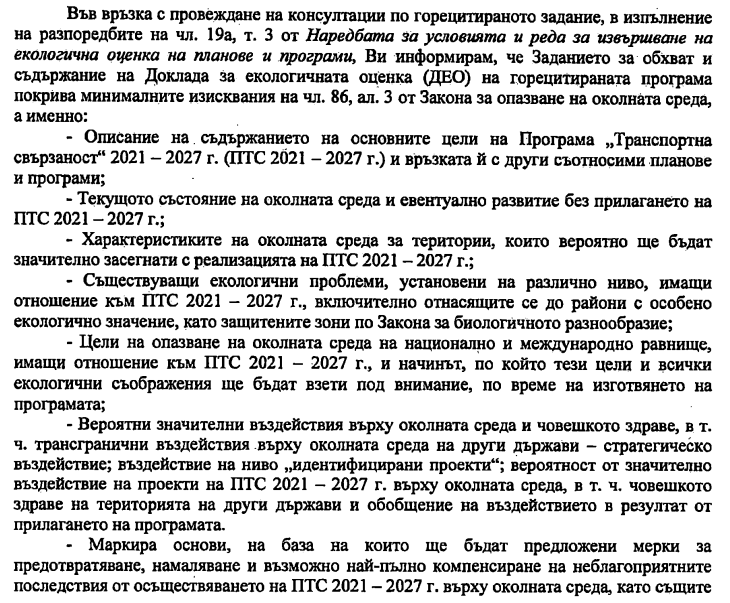 Във връзка с провеждане на консултации по горецитираното задание, в изпълнение
на разпоредбите на чл. 19а, т. 3 от Наредбата за условията и реда за извършване на
екологична оценка на планове и програми, Ви информирам, че Заданието за обхват и
съдържание на Доклада за екологичната оценка (ДЕО) на горецитираната програма
покрива минималните изисквания на чл. 86, ал. 3 от Закона за опазване на околната среда,
а именно:
- Описание на съдържанието на основните цели на Програма „Транспортна
свързаност“ 2021 – 2027 г. (ПТС 2021 – 2027 г.) и връзката ѝ с други съотносими планове
и програми;
- Текущото състояние на околната среда и евентуално развитие без прилагането на
ПТС 2021 – 2027 г.;
- Характеристиките на околната среда за територии, които вероятно ще бъдат
значително засегнати с реализацията на ПТС 2021 – 2027 г.;
- Съществуващи екологични проблеми, установени на различно ниво, имащи
отношение към ПТС 2021 – 2027 г., включително отнасящите се до райони с особено
екологично значение, като защитените зони по Закона за биологичното разнообразие;
- Цели на опазване на околната среда на национално и международно равнище,
имащи отношение към ПТС 2021 – 2027 г., и начинът, по който тези цели и всички
екологични съображения ще бъдат взети под внимание, по време на изготвянето на
програмата;
- Вероятни значителни въздействия върху околната среда и човешкото здраве, в т.
ч. трансгранични въздействия върху околната среда на други държави – стратегическо
въздействие; въздействие на ниво „идентифицирани проекти“; вероятност от значително
въздействие на проекти на ПТС 2021 – 2027 г. върху околната среда, в т. ч. човешкото
здраве на територията на други държави и обобщение на въздействието в резултат от
прилагането на програмата.
- Маркира основи, на база на които ще бъдат предложени мерки за
предотвратяване, намаляване и възможно най-пълно компенсиране на неблагоприятните
последствия от осъществяването на ПТС 2021 – 2027 г. върху околната среда, като същите